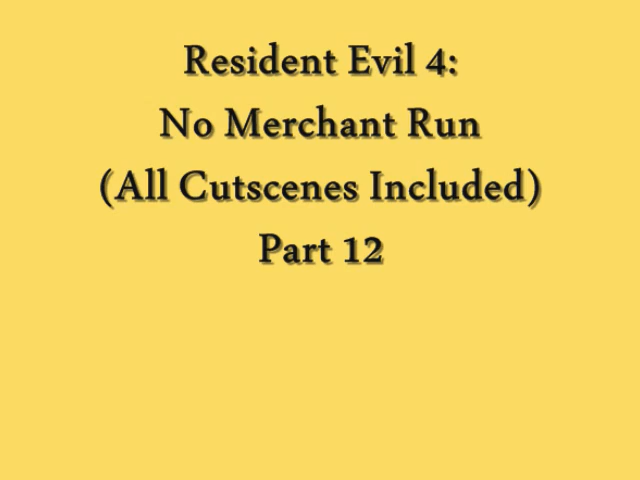 Resident Evil 4:
No Merchant Run
(All Cutscenes Included)
Part 12